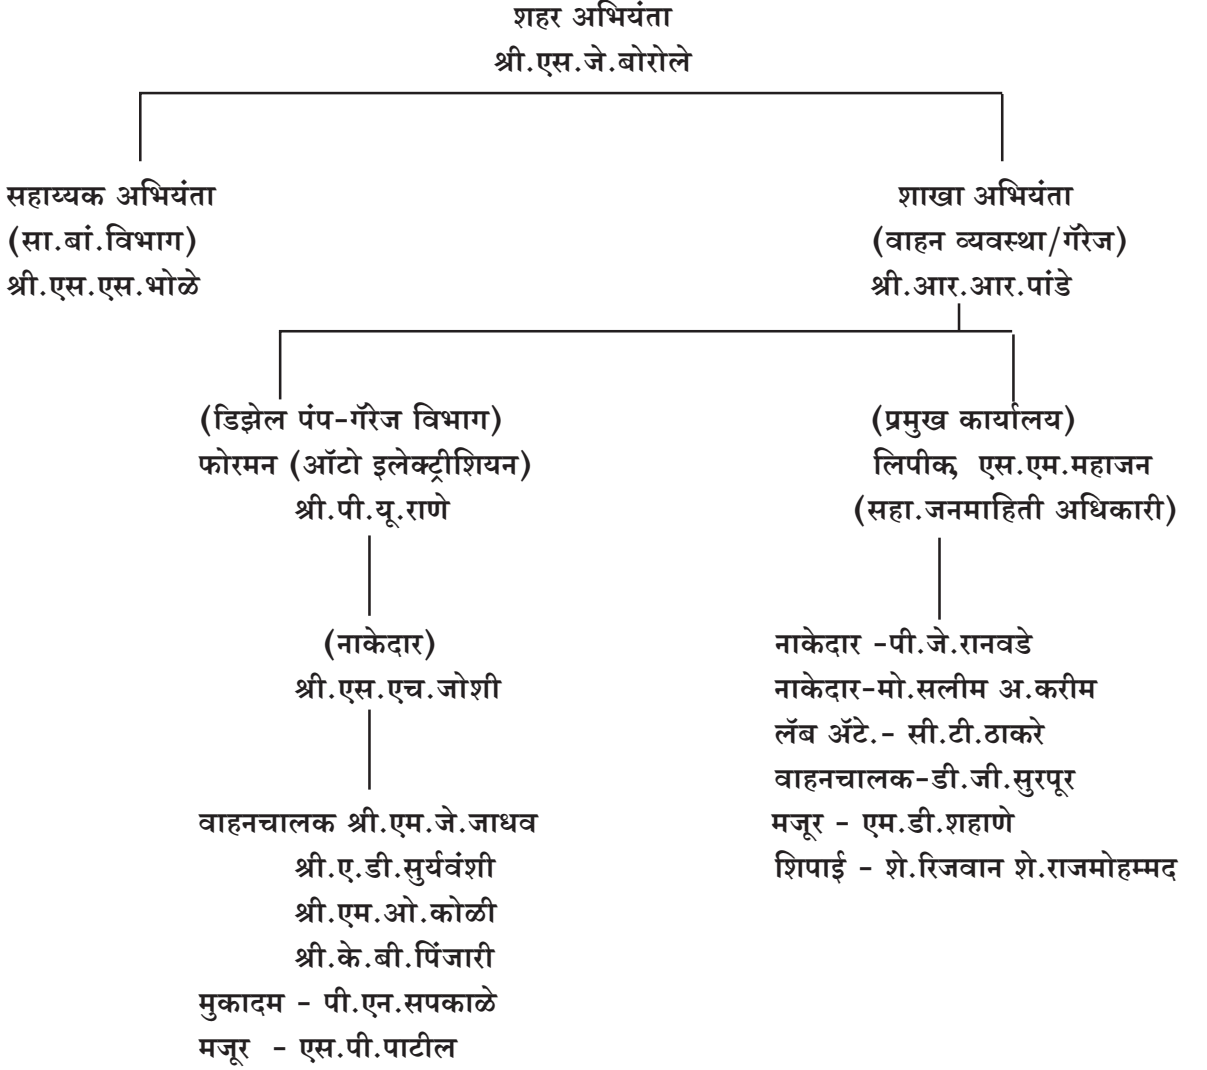 शहर अभियंता
श्री.एस.जे.बोरोले
सहाय्यक अभियंता
(सा.बां.विभाग)
श्री.एस.एस.भोळे
शाखा अभियंता
(वाहन व्यवस्था/गॅरेज)
श्री.आर.आर.पांडे
(डिझेल पंप-गॅरेज विभाग)
फोरमन (ऑटो इलेक्ट्रीशियन)
श्री.पी.यू.राणे
(नाकेदार)
श्री.एस.एच.जोशी
वाहनचालक श्री.एम.जे.जाधव
श्री.ए.डी.सुर्यवंशी
श्री.एम.ओ.कोळी
श्री.के.बी.पिंजारी
मुकादम - पी.एन.सपकाळे
मजूर - एस.पी.पाटील
(प्रमुख कार्यालय)
लिपीक, एस.एम.महाजन
(सहा.जनमाहिती अधिकारी)
नाकेदार -पी.जे.रानवडे
नाकेदार-मो.सलीम अ.करीम
लॅब ॲटे.- सी.टी.ठाकरे
वाहनचालक-डी.जी.सुरपूर
मजूर - एम.डी.शहाणे
शिपाई - शे.रिजवान शे.राजमोहम्मद